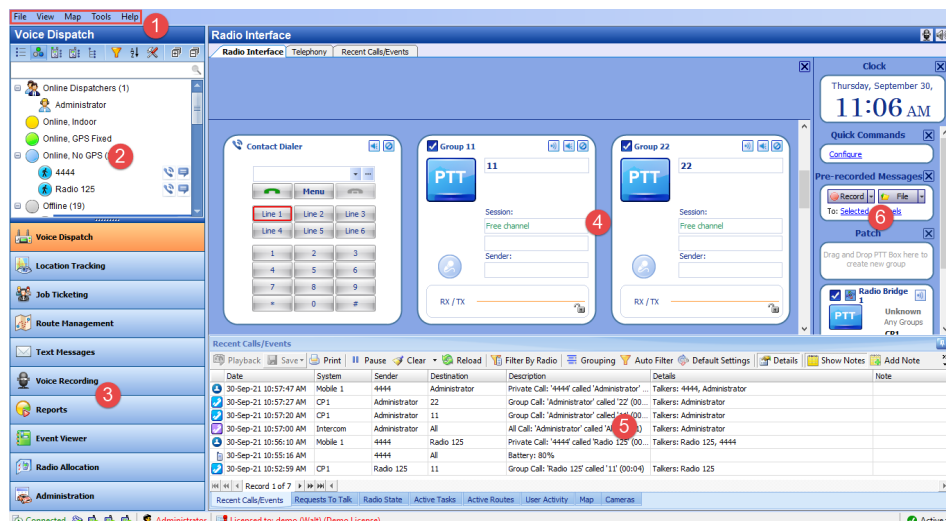 File View Map Tools Help
1
Voice Dispatch
Online Dispatchers (1)
Administrator
Online, Indoor
Online, GPS Fixed
Online, No GPS
2
4444
Radio 125
Offline (19)
Voice Dispatch
Location Tracking
Job Ticketing
Route Management
Text Messages
Voice Recording
3
Reports
Event Viewer
Radio Allocation
Administration
Radio Interface
Radio Interface Telephony Recent Calls/Events
Contact Dialer
Menu
Line 1 Line 2 Line 3
Line 4 Line 5 Line 6
1 2 3
4 5 6
7 8 9
* 0 #
Group 11
PTT
11
Session:
Free channel
Sender:
RX / TX
4
Group 22
PTT
22
Session:
Free channel
Sender:
RX / TX
Clock
Thursday, September 30,
11:06 AM
Quick Commands
Configure
Pre-recorded Messages
Record File
To: Selected
6
Patch
Drag and Drop PTT Box here to
create new group
Radio Bridge
1
PTT
Unknown
Any Groups
CP1
Recent Calls/Events
Playback Save Print Pause Clear Reload Filter By Radio Grouping Auto Filter Default Settings Details Show Notes Add Note
Date System Sender Destination Description Details Note
30-Sep-21 10:57:47 AM Mobile 1 4444 Administrator Private Call: '4444' called 'Administrator' ... Talkers: 4444, Administrator
30-Sep-21 10:57:27 AM CP1 Administrator 22 Group Call: 'Administrator' called '22' (00... Talkers: Administrator
30-Sep-21 10:57:20 AM CP1 Administrator 11 Group Call: 'Administrator' called (00... Talkers: Administrator
30-Sep-21 10:57:00 AM Intercom Administrator All All Call: 'Administrator' called Talkers: Administrator
5
30-Sep-21 10:56:10 AM Mobile 1 4444 Radio 125 Private Call: '4444' called 'Radio 125' (00... Talkers: Radio 125, 4444
30-Sep-21 10:55:16 AM 4444 All Battery: 80%
30-Sep-21 10:52:59 AM CP1 Radio 125 11 Group Call: 'Radio 125' called '11' (00:04) Talkers: Radio 125
Record 1 of 7
Recent Calls/Events Requests To Talk Radio State Active Tasks Active Routes User Activity Map Cameras
Connected Administrator Licensed to: demo (Walt) (Demo License) Active